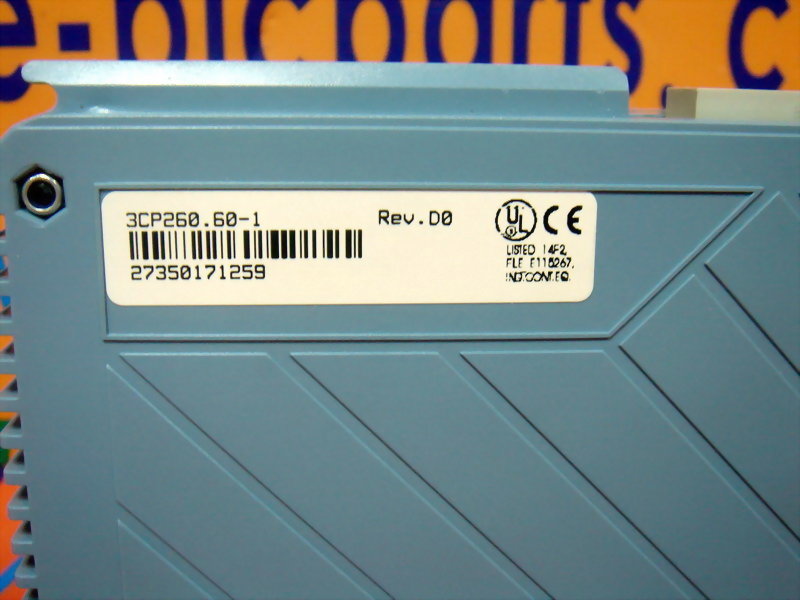 e-plcparts.c
3CP260.60-1 Rev.D0
27350171259
UL CE
LISTED 14F2,
FILE E115267,
IND.CONT.EQ.